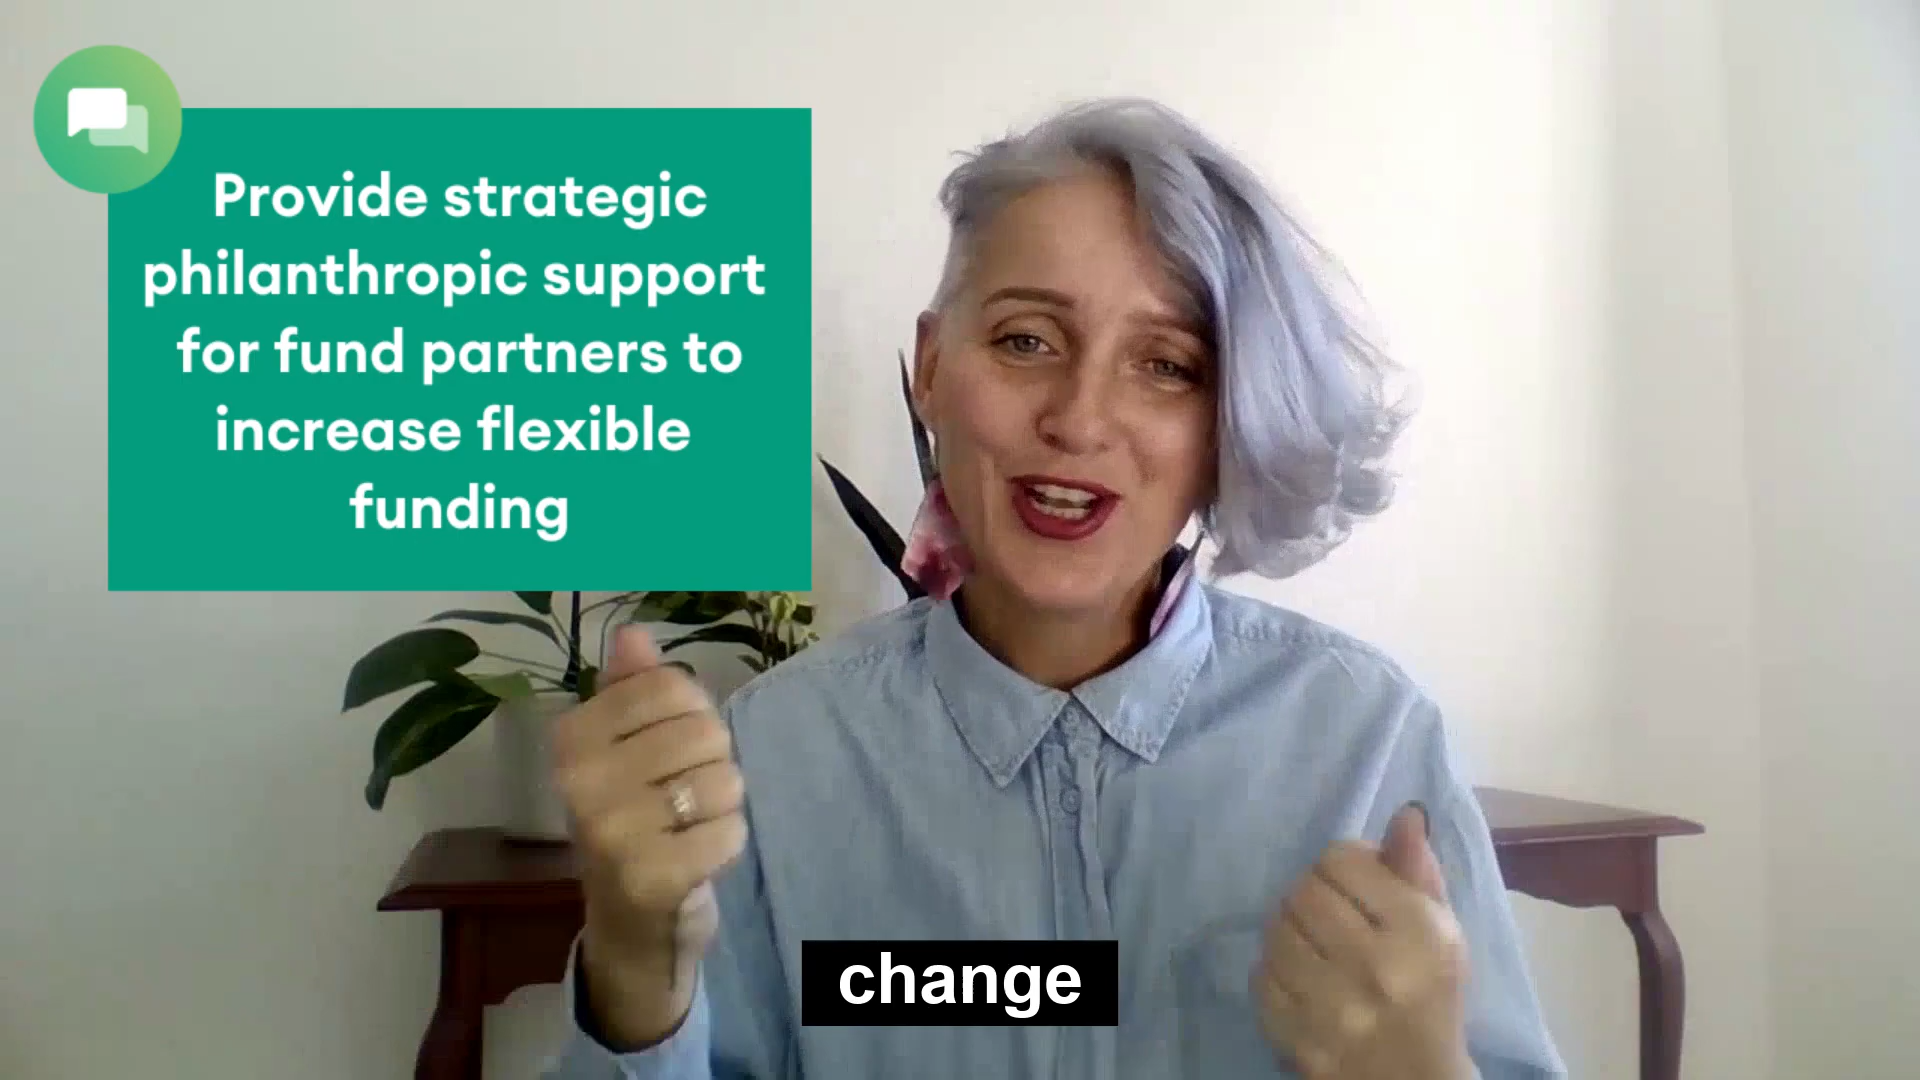 Provide strategic
philanthropic support
for fund partners to
increase flexible
funding
change